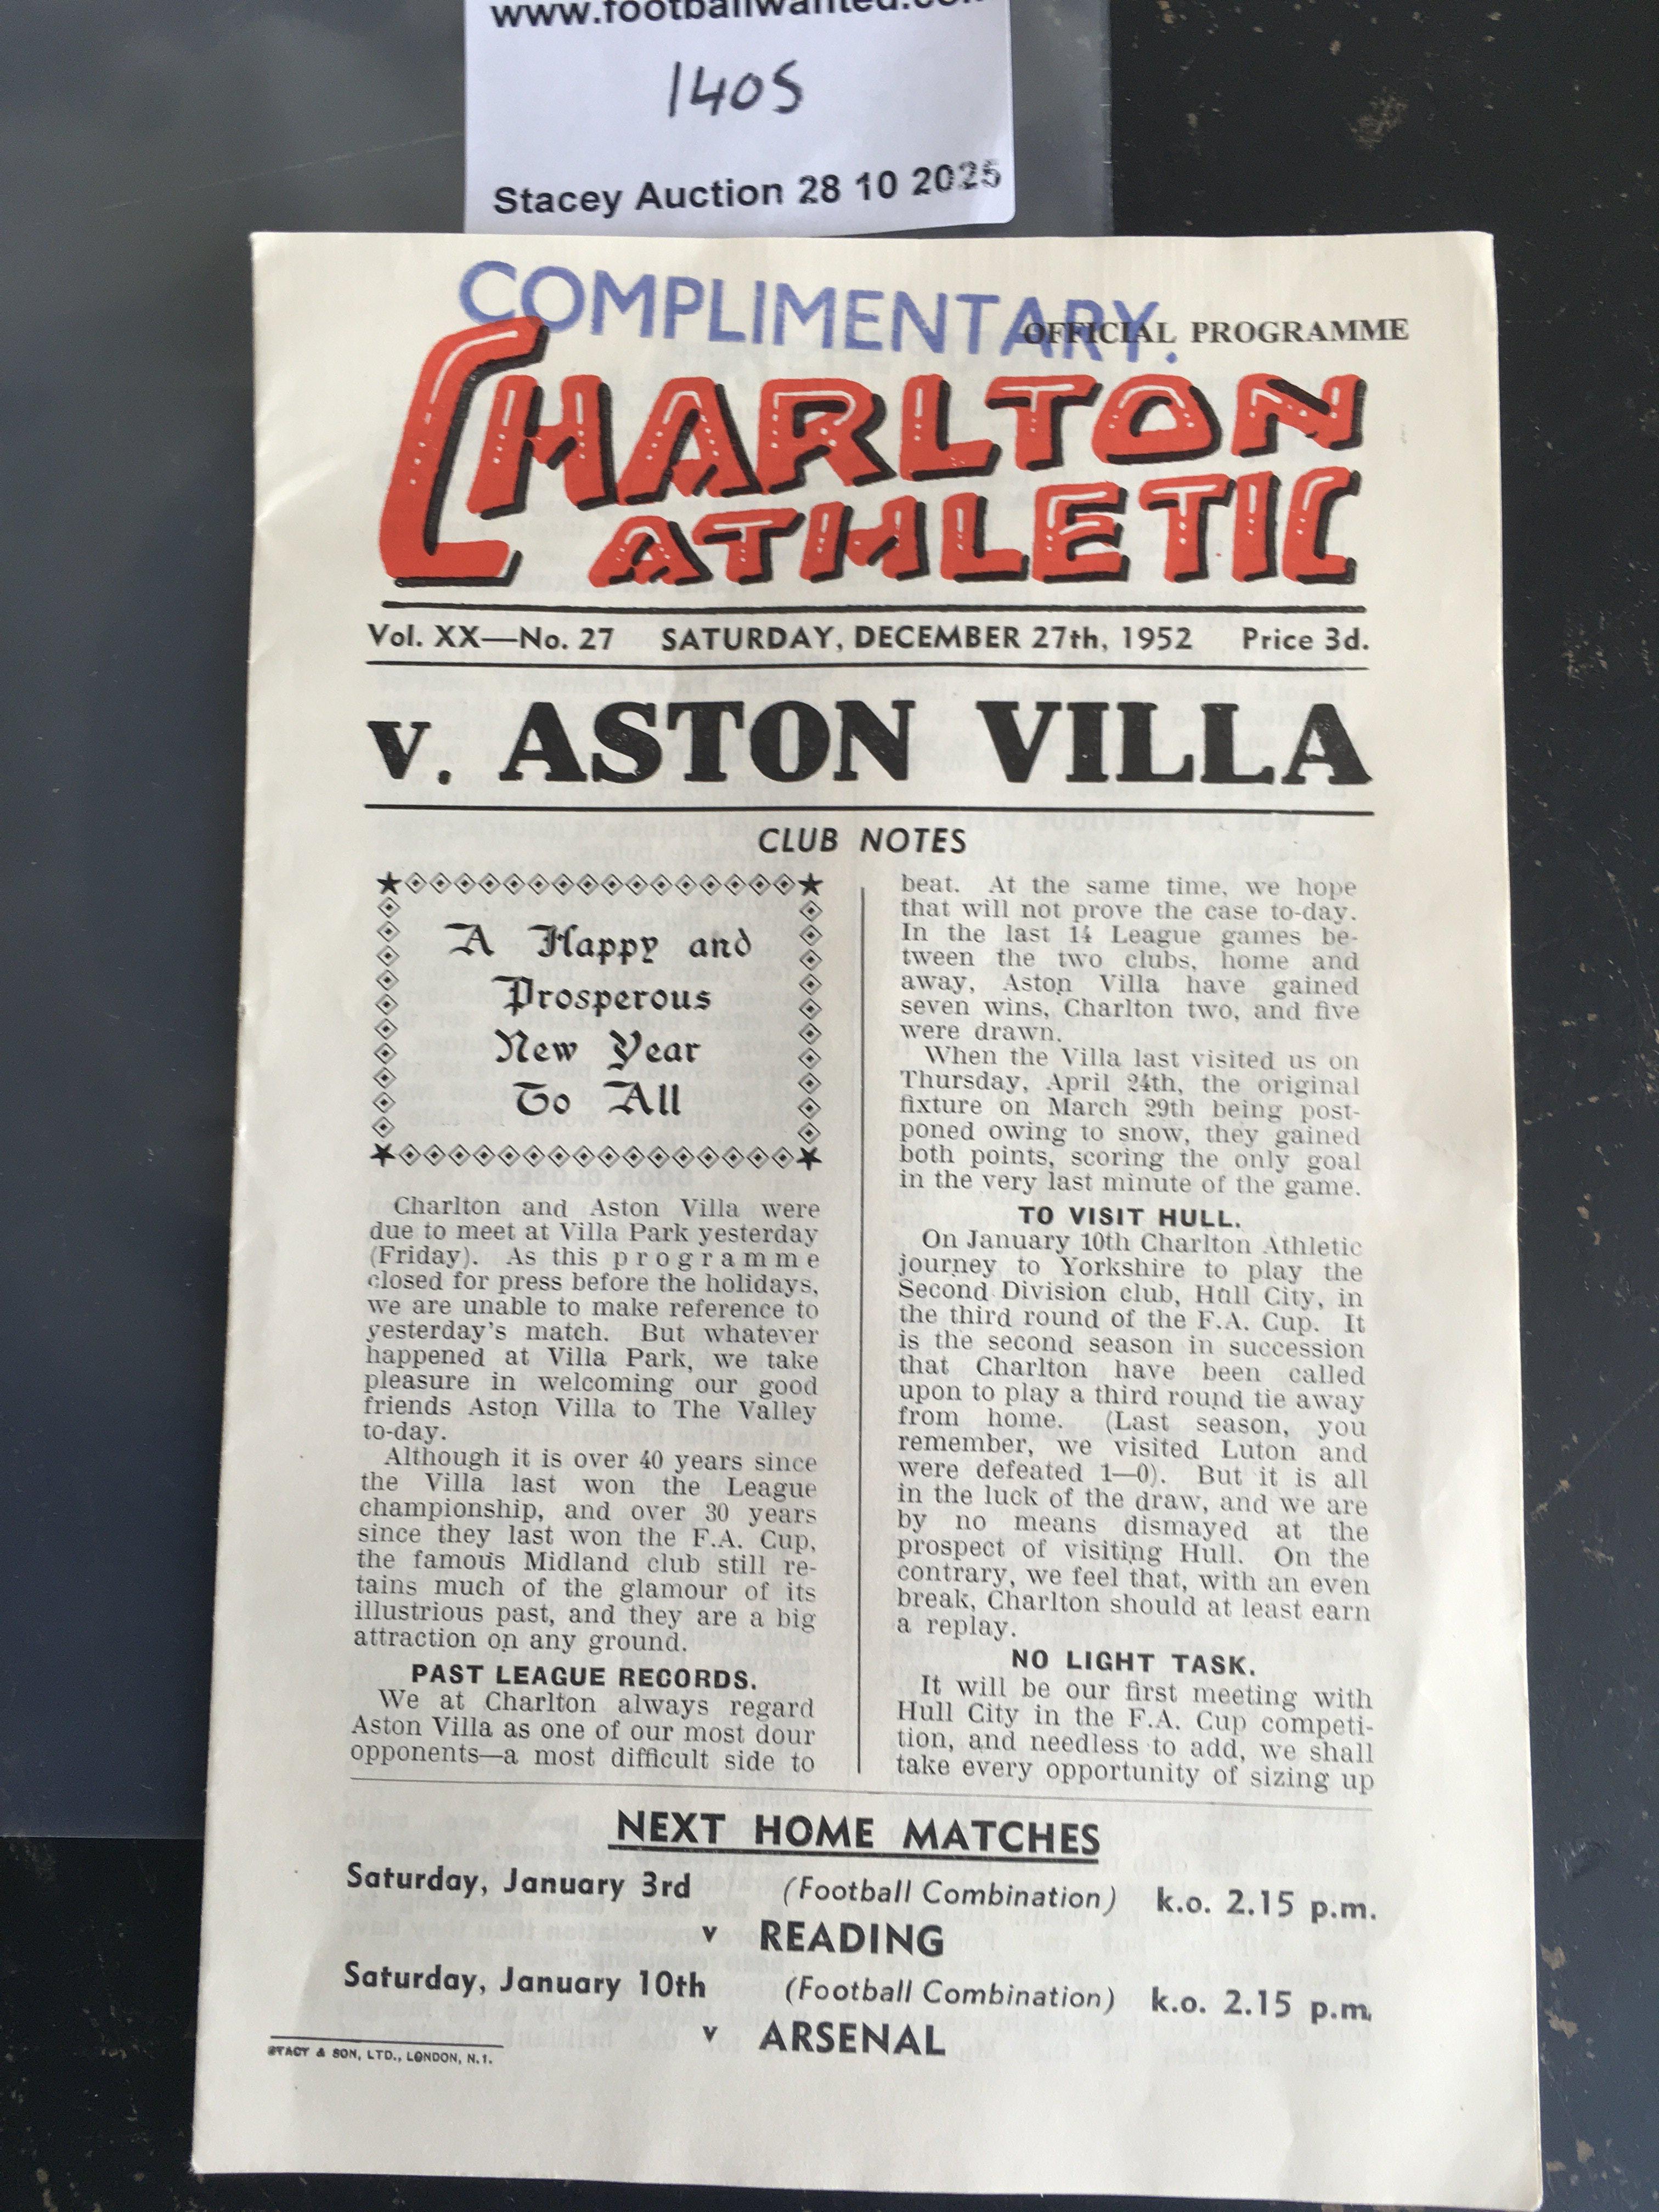 www.footballwanted.co
1405
Stacey Auction 28 10 2025
COMPLIMENTARY.
OFFICIAL PROGRAMME
CHARLTON
ATHLETIC
Vol. XX—No. 27 SATURDAY, DECEMBER 27th, 1952 Price 3d.
v. ASTON VILLA
CLUB NOTES
A Happy and
Prosperous
New Year
To All
Charlton and Aston Villa were
due to meet at Villa Park yesterday
(Friday). As this programme
closed for press before the holidays,
we are unable to make reference to
yesterday's match. But whatever
happened at Villa Park, we take
pleasure in welcoming our good
friends Aston Villa to The Valley
to-day.
Although it is over 40 years since
the Villa last won the League
championship, and over 30 years
since they last won the F.A. Cup,
the famous Midland club still re-
tains much of the glamour of its
illustrious past, and they are a big
attraction on any ground.
PAST LEAGUE RECORDS.
We at Charlton always regard
Aston Villa as one of our most dour
opponents—a most difficult side to
beat. At the same time, we hope
that will not prove the case to-day.
In the last 14 League games be-
tween the two clubs, home and
away, Aston Villa have gained
seven wins, Charlton two, and five
were drawn.
When the Villa last visited us on
Thursday, April 24th, the original
fixture on March 29th being post-
poned owing to snow, they gained
both points, scoring the only goal
in the very last minute of the game.
TO VISIT HULL.
On January 10th Charlton Athletic
journey to Yorkshire to play the
Second Division club, Hull City, in
the third round of the F.A. Cup. It
is the second season in succession
that Charlton have been called
upon to play a third round tie away
from home. (Last season, you
remember, we visited Luton and
were defeated 1—0). But it is all
in the luck of the draw, and we are
by no means dismayed at the
prospect of visiting Hull. On the
contrary, we feel that, with an even
break, Charlton should at least earn
a replay.
NO LIGHT TASK.
It will be our first meeting with
Hull City in the F.A. Cup competi-
tion, and needless to add, we shall
take every opportunity of sizing up
NEXT HOME MATCHES
Saturday, January 3rd (Football Combination) k.o. 2.15 p.m.
v READING
Saturday, January 10th (Football Combination) k.o. 2.15 p.m.
v ARSENAL
STACY & SON, LTD., LONDON, N.1.